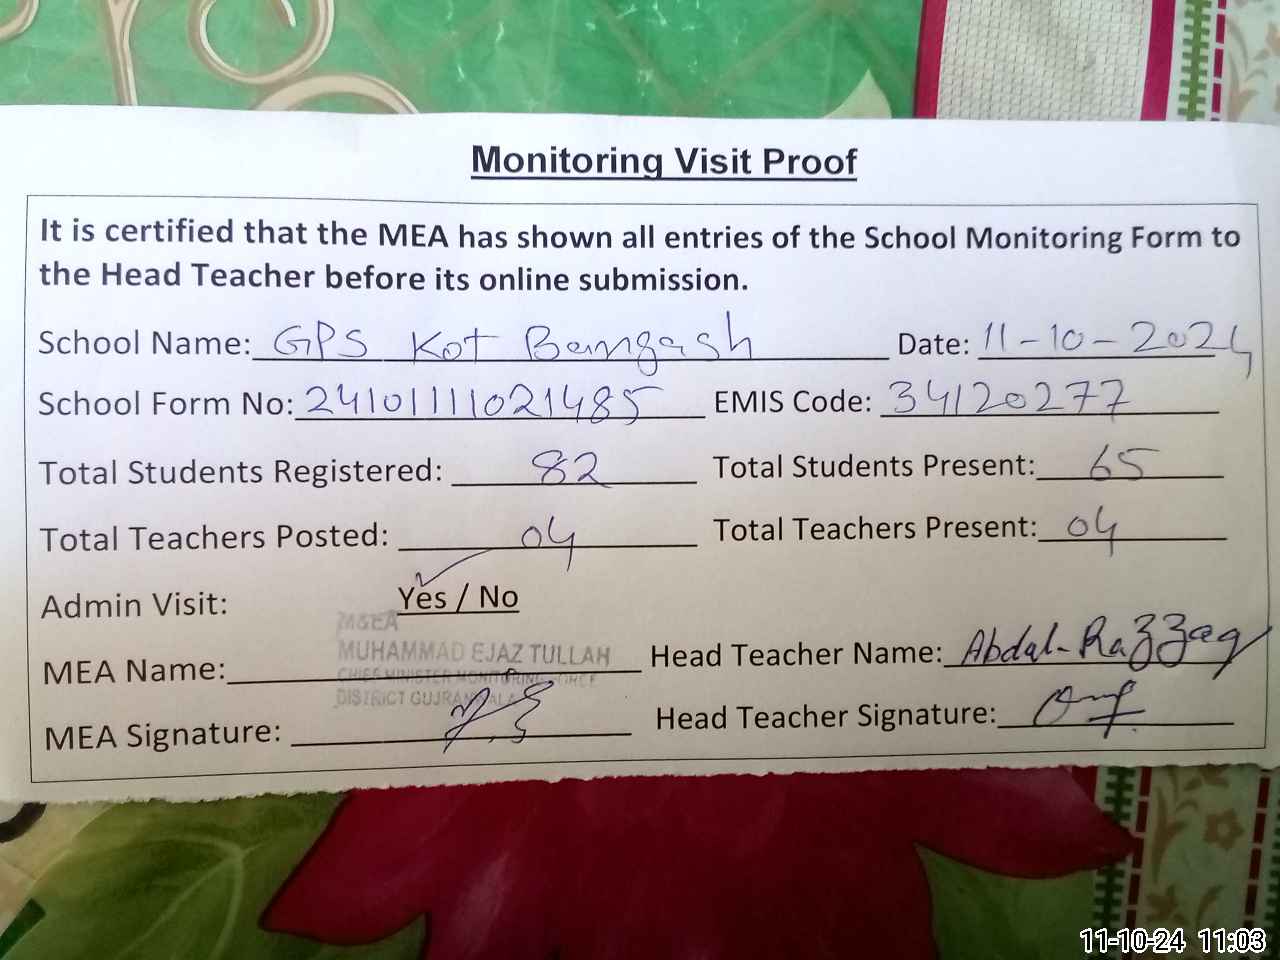 Monitoring Visit Proof
It is certified that the MEA has shown all entries of the School Monitoring Form to
the Head Teacher before its online submission.
School Name: GPS Kot Bamgash Date: 11-10-2024
School Form No: 24101111021485 EMIS Code: 34120277
Total Students Registered: 82 Total Students Present: 65
Total Teachers Posted: 04 Total Teachers Present: 04
Admin Visit: Yes / No
M&EA
MEA Name: MUHAMMAD EJAZ TULLAH Head Teacher Name: Abdal-Razzaq
CHIEF MINISTER MONITORING FORCE
DISTRICT GUJRANWALA
MEA Signature: Head Teacher Signature:
11-10-24 11:03